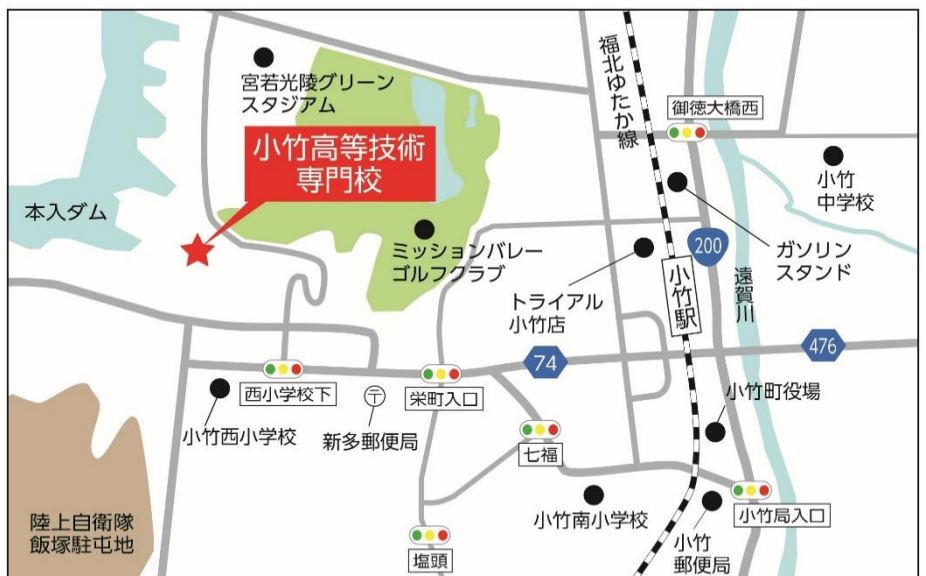 宮若光陵グリーン
スタジアム
福北ゆたか線
御徳大橋西
小竹高等技術
専門校
小竹
中学校
本入ダム
ミッションバレー
ゴルフクラブ
200
ガソリン
スタンド
トライアル
小竹店
小竹駅
遠賀川
74
476
西小学校下
〒
栄町入口
小竹町役場
小竹西小学校
新多郵便局
七福
陸上自衛隊
飯塚駐屯地
小竹南小学校
小竹局入口
塩頭
小竹
郵便局